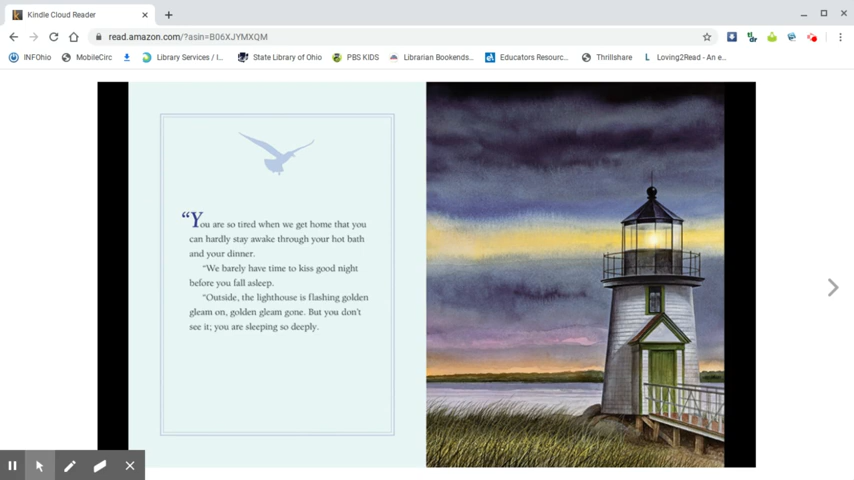 Kindle Cloud Reader
read.amazon.com/?asin=B06XJYMXQM
INFOhio MobileCirc Library Services / I... State Library of Ohio PBS KIDS Librarian Bookends... Educators Resourc... Thrillshare Loving2Read - An e...
“You are so tired when we get home that you
can hardly stay awake through your hot bath
and your dinner.
“We barely have time to kiss good night
before you fall asleep.
“Outside, the lighthouse is flashing golden
gleam on, golden gleam gone. But you don’t
see it; you are sleeping so deeply.